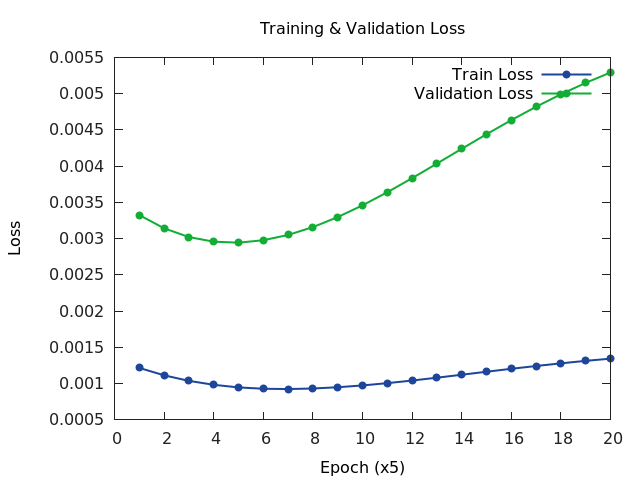 Training & Validation Loss
0.0055
0.005
0.0045
0.004
0.0035
0.003
0.0025
0.002
0.0015
0.001
0.0005
Loss
Train Loss
Validation Loss
0 2 4 6 8 10 12 14 16 18 20
Epoch (x5)